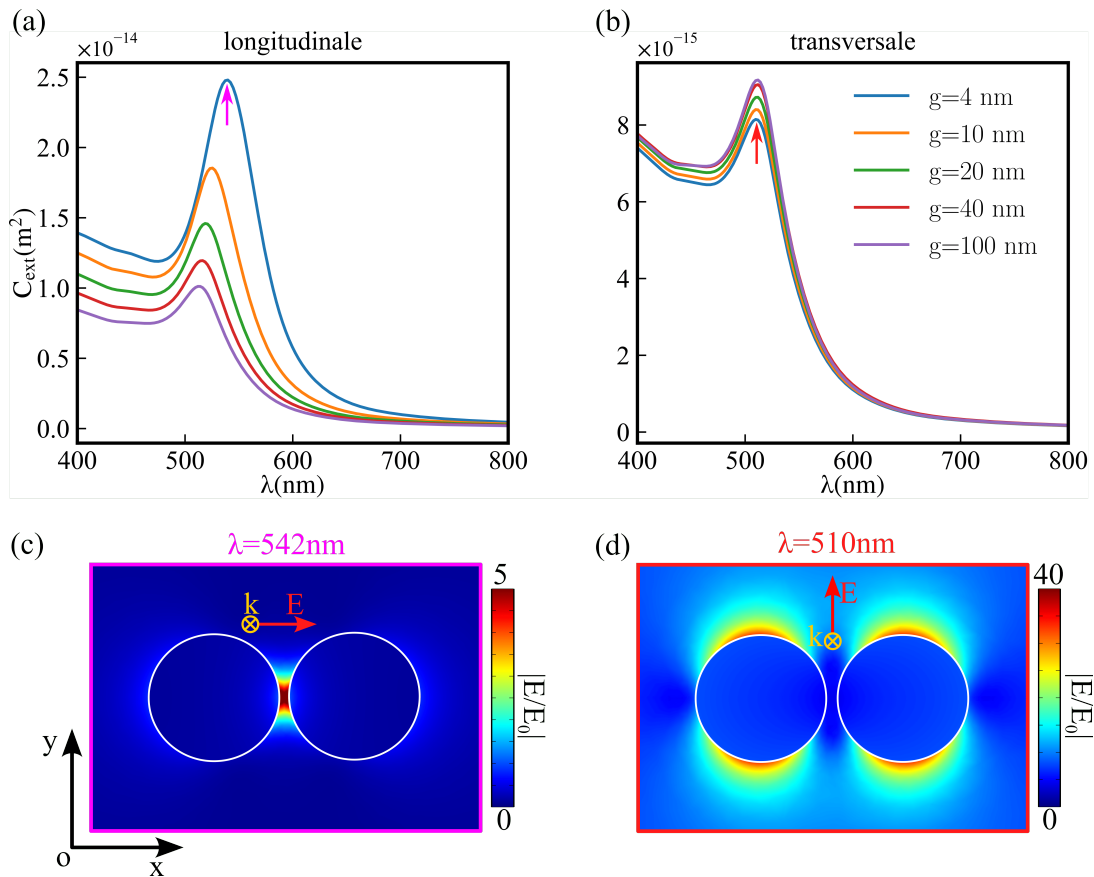 (a)
longitudinale
×10⁻¹⁴
2.5
2.0
1.5
1.0
0.5
0.0
C_ext(m²)
400 500 600 700 800
λ(nm)
(b)
transversale
×10⁻¹⁵
8
6
4
2
0
g=4 nm
g=10 nm
g=20 nm
g=40 nm
g=100 nm
400 500 600 700 800
λ(nm)
(c)
λ=542nm
k
E
5
|E/E₀|
0
y
o
x
(d)
λ=510nm
E
k
40
|E/E₀|
0